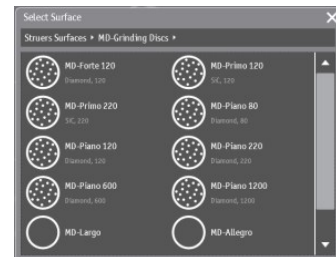 Select Surface
Struers Surfaces ▸ MD-Grinding Discs ▸
MD-Forte 120
Diamond, 120
MD-Primo 120
SiC, 120
MD-Primo 220
SiC, 220
MD-Piano 80
Diamond, 80
MD-Piano 120
Diamond, 120
MD-Piano 220
Diamond, 220
MD-Piano 600
Diamond, 600
MD-Piano 1200
Diamond, 1200
MD-Largo
MD-Allegro